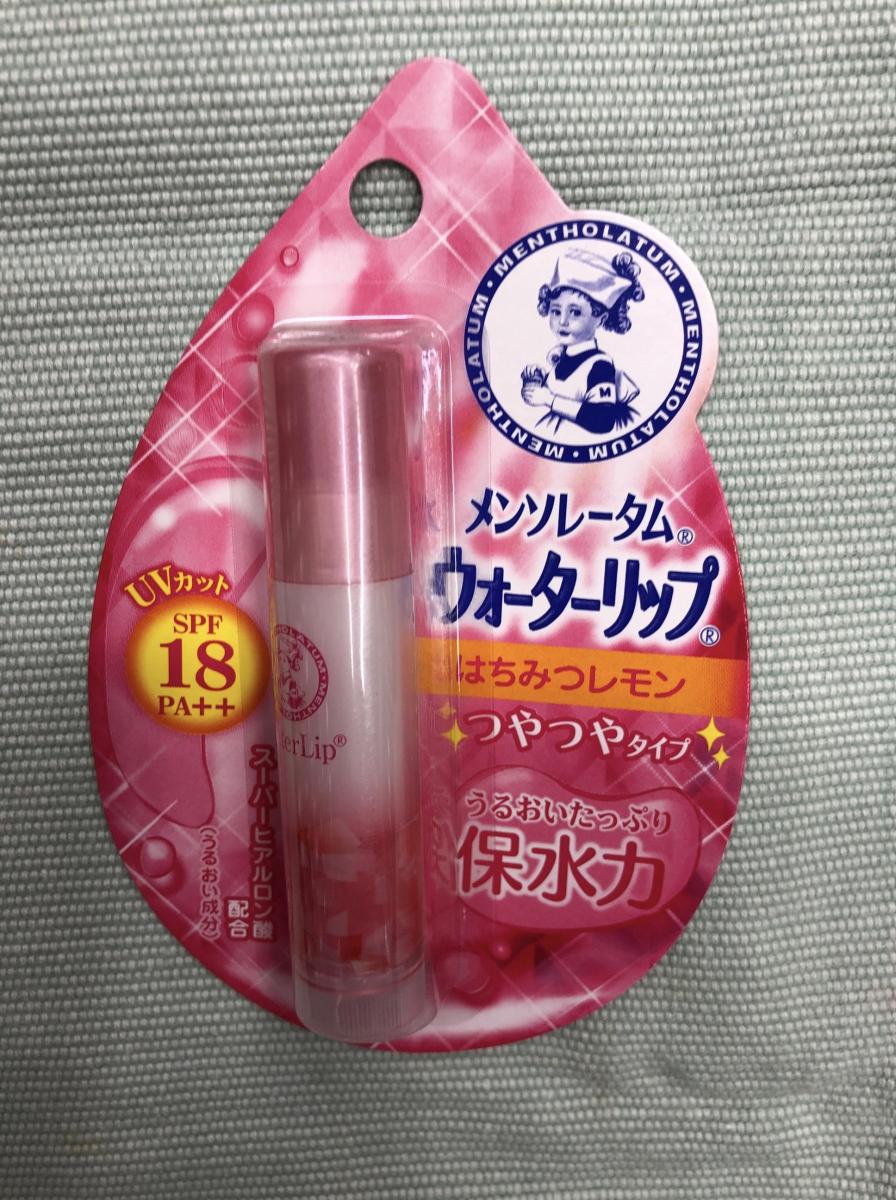 MENTHOLATUM・MENTHOLATUM・MENTHOLATUM・MENTHOLATUM・
M
メンソレータム®
ウォーターリップ®
はちみつレモン
つやつやタイプ
うるおいたっぷり
保水力
UVカット
SPF
18
PA++
スーパーヒアルロン酸
配合
(うるおい成分)